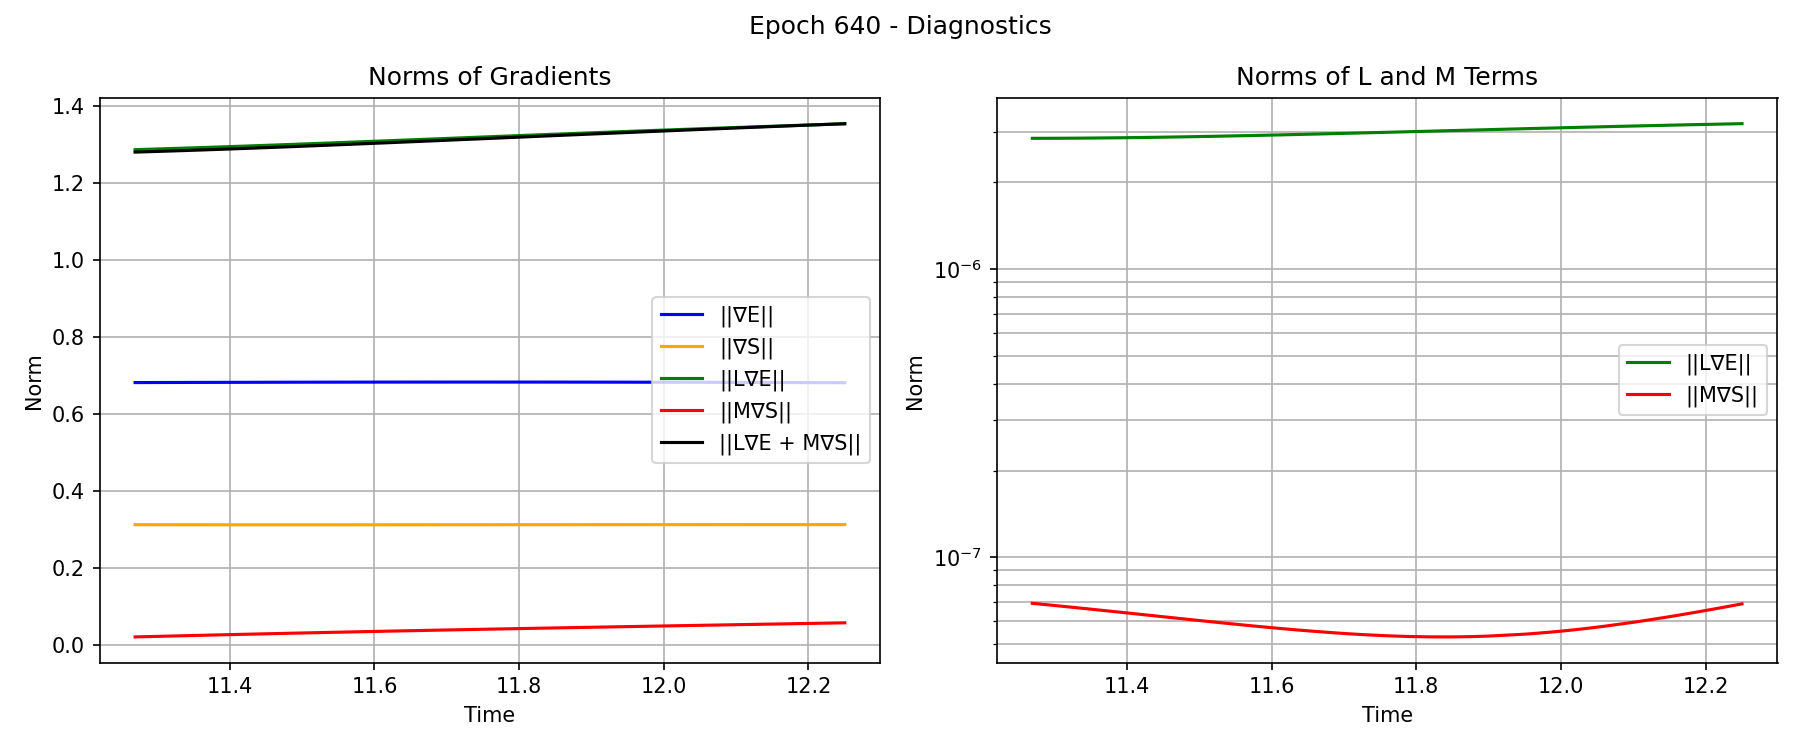 Epoch 640 - Diagnostics
Norms of Gradients
Norm
1.4
1.2
1.0
0.8
0.6
0.4
0.2
0.0
||∇E||
||∇S||
||L∇E||
||M∇S||
||L∇E + M∇S||
11.4 11.6 11.8 12.0 12.2
Time
Norms of L and M Terms
Norm
10⁻⁶
10⁻⁷
||L∇E||
||M∇S||
11.4 11.6 11.8 12.0 12.2
Time